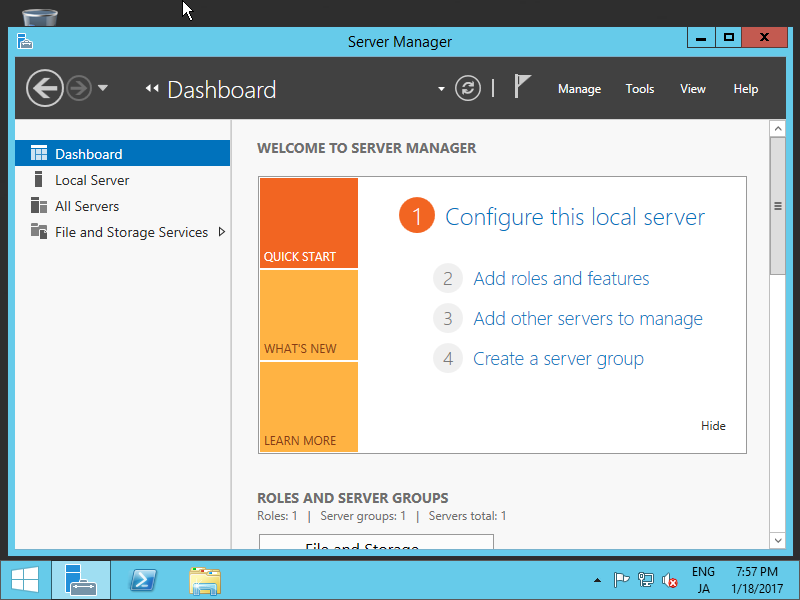 Server Manager
Dashboard
Manage Tools View Help
Dashboard
Local Server
All Servers
File and Storage Services
WELCOME TO SERVER MANAGER
QUICK START
WHAT'S NEW
LEARN MORE
1 Configure this local server
2 Add roles and features
3 Add other servers to manage
4 Create a server group
Hide
ROLES AND SERVER GROUPS
Roles: 1 | Server groups: 1 | Servers total: 1
File and Storage
ENG
JA
7:57 PM
1/18/2017